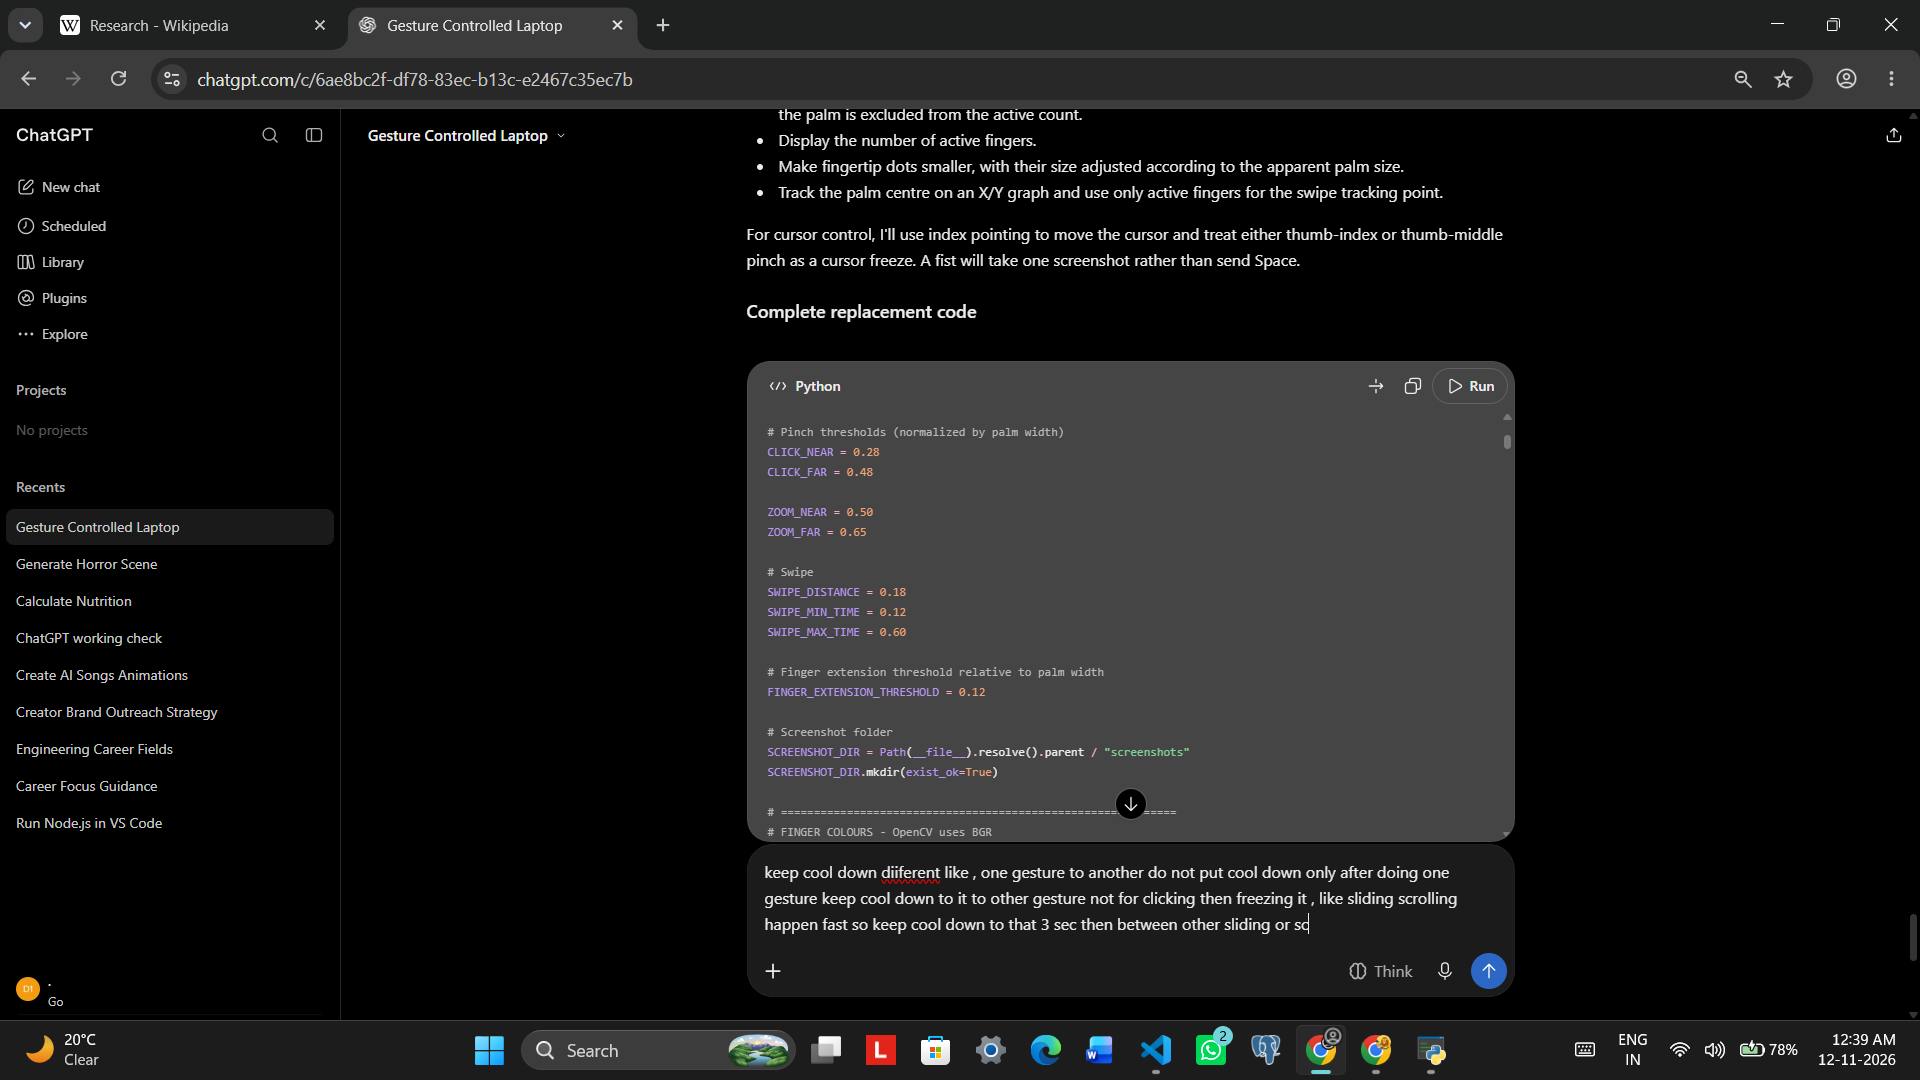 Research - Wikipedia
Gesture Controlled Laptop
chatgpt.com/c/6ae8bc2f-df78-83ec-b13c-e2467c35ec7b
ChatGPT
New chat
Scheduled
Library
Plugins
Explore
Projects
No projects
Recents
Gesture Controlled Laptop
Generate Horror Scene
Calculate Nutrition
ChatGPT working check
Create AI Songs Animations
Creator Brand Outreach Strategy
Engineering Career Fields
Career Focus Guidance
Run Node.js in VS Code
D1
.
Go
Gesture Controlled Laptop
the palm is excluded from the active count.
• Display the number of active fingers.
• Make fingertip dots smaller, with their size adjusted according to the apparent palm size.
• Track the palm centre on an X/Y graph and use only active fingers for the swipe tracking point.
For cursor control, I'll use index pointing to move the cursor and treat either thumb-index or thumb-middle
pinch as a cursor freeze. A fist will take one screenshot rather than send Space.
Complete replacement code
</> Python
Run
# Pinch thresholds (normalized by palm width)
CLICK_NEAR = 0.28
CLICK_FAR = 0.48
ZOOM_NEAR = 0.50
ZOOM_FAR = 0.65
# Swipe
SWIPE_DISTANCE = 0.18
SWIPE_MIN_TIME = 0.12
SWIPE_MAX_TIME = 0.60
# Finger extension threshold relative to palm width
FINGER_EXTENSION_THRESHOLD = 0.12
# Screenshot folder
SCREENSHOT_DIR = Path(__file__).resolve().parent / "screenshots"
SCREENSHOT_DIR.mkdir(exist_ok=True)
# ============================================================
# FINGER COLOURS - OpenCV uses BGR
keep cool down diiferent like , one gesture to another do not put cool down only after doing one
gesture keep cool down to it to other gesture not for clicking then freezing it , like sliding scrolling
happen fast so keep cool down to that 3 sec then between other sliding or sc
Think
20°C
Clear
Search
L
W
2
ENG
IN
78%
12:39 AM
12-11-2026